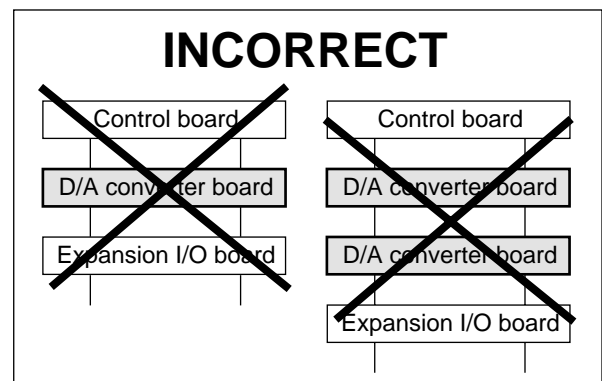 INCORRECT
Control board
D/A converter board
Expansion I/O board
Control board
D/A converter board
D/A converter board
Expansion I/O board